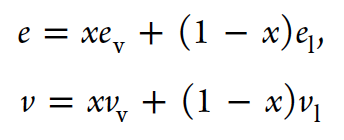 e = xe_v + (1 − x)e_l,
v = xv_v + (1 − x)v_l